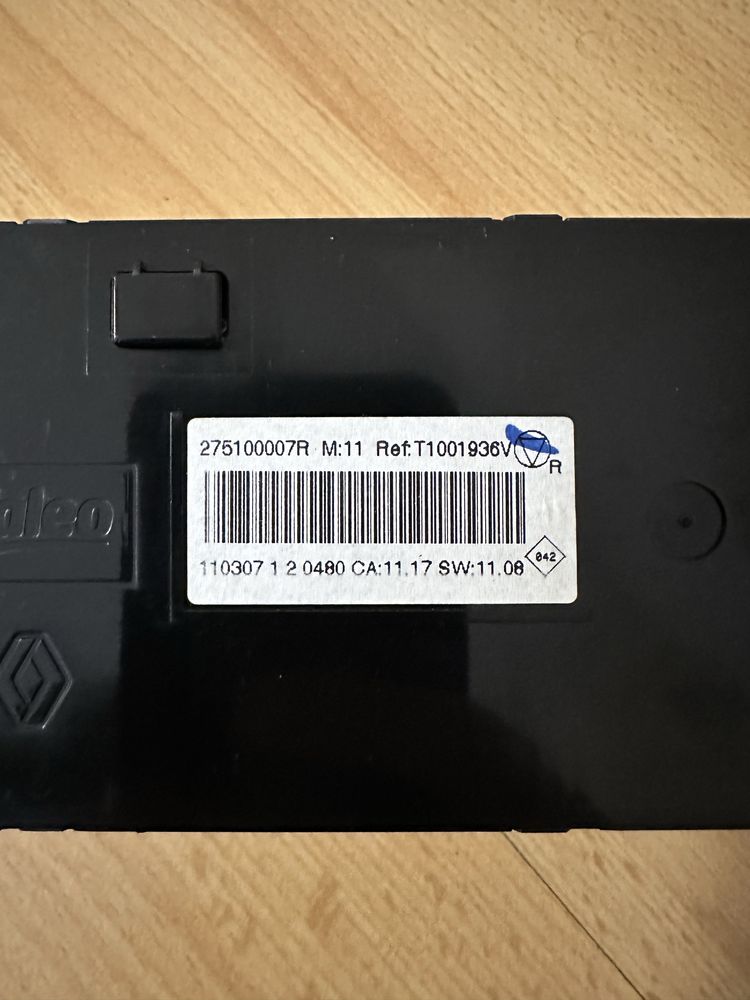 275100007R M:11 Ref:T1001936V
R
110307 1 2 0480 CA:11.17 SW:11.08
042